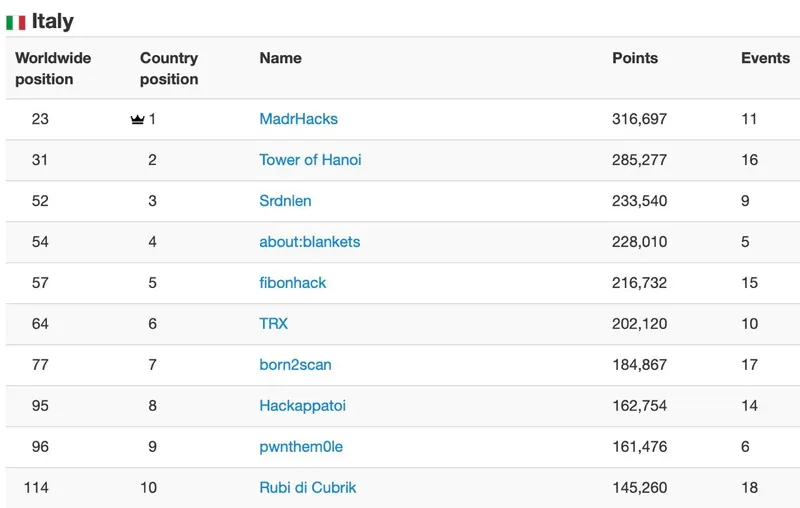 Italy
Worldwide position Country position Name Points Events
23 1 MadrHacks 316,697 11
31 2 Tower of Hanoi 285,277 16
52 3 Srdnlen 233,540 9
54 4 about:blankets 228,010 5
57 5 fibonhack 216,732 15
64 6 TRX 202,120 10
77 7 born2scan 184,867 17
95 8 Hackappatoi 162,754 14
96 9 pwnthem0le 161,476 6
114 10 Rubi di Cubrik 145,260 18